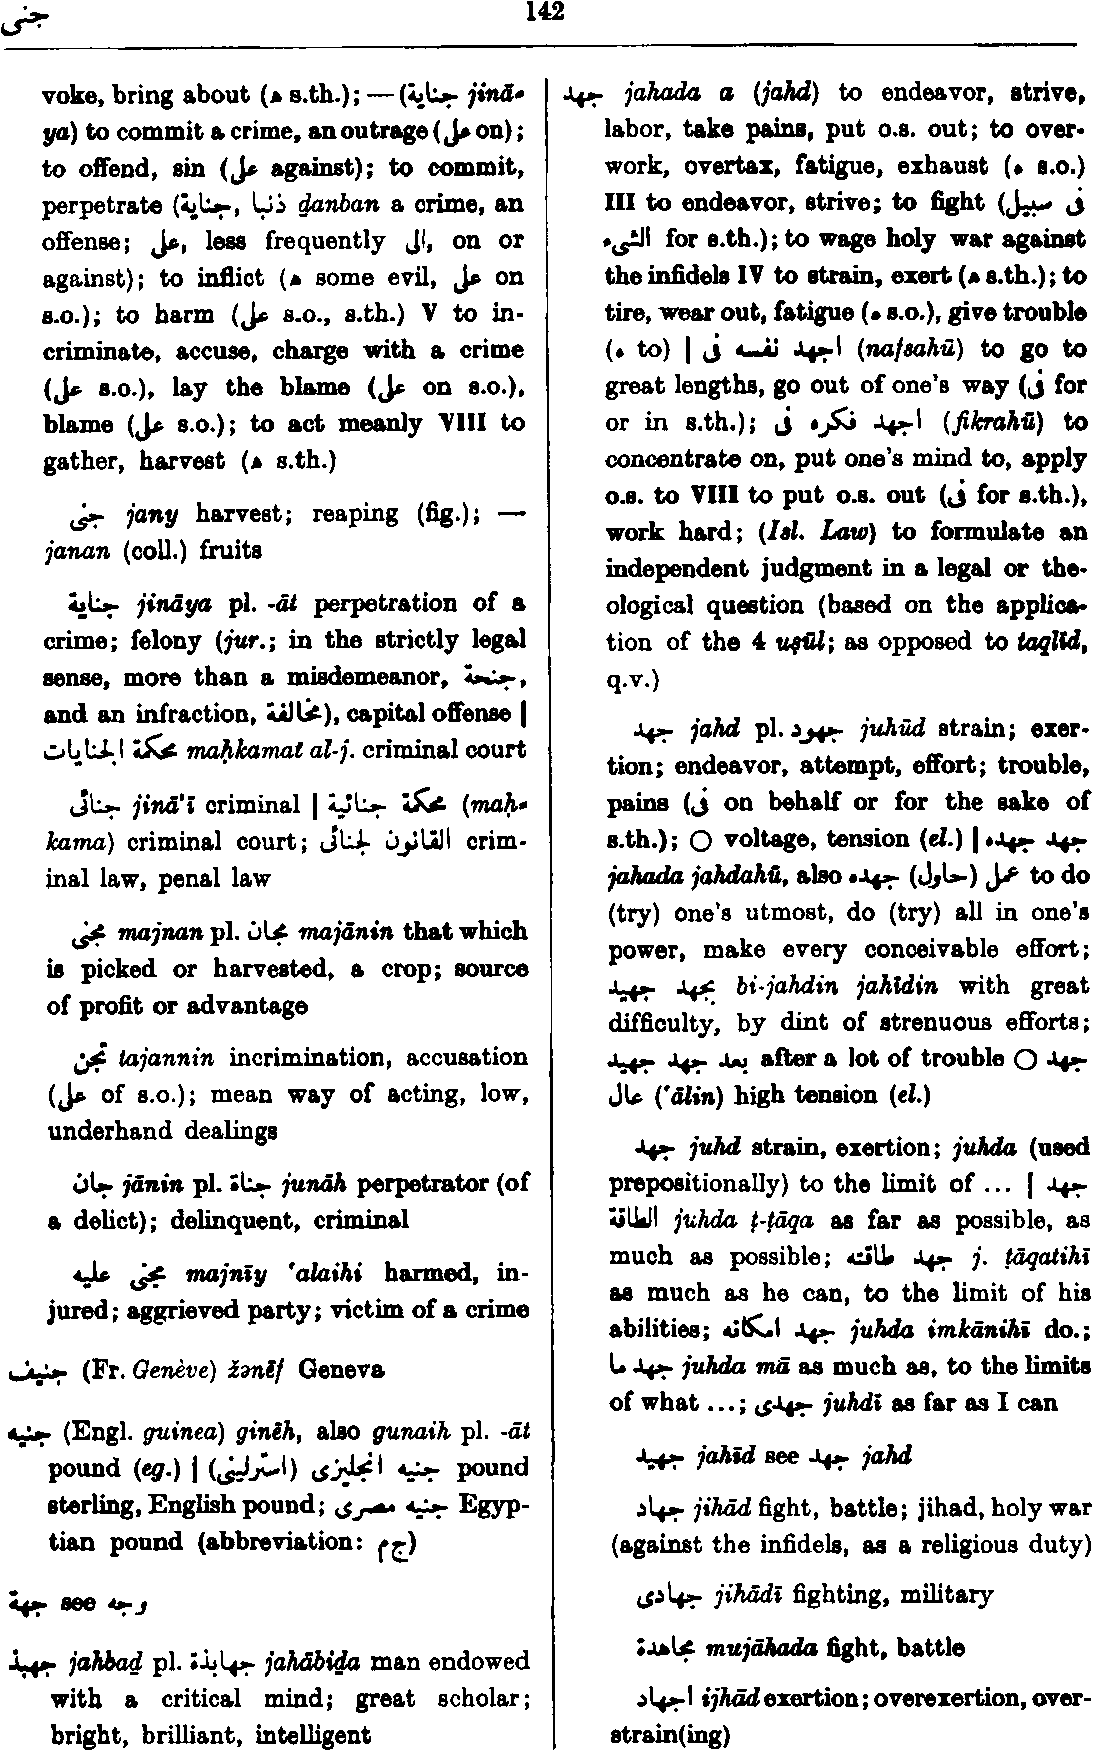 جنى
142
voke, bring about (ه s.th.); — (جناية jinā-
ya) to commit a crime, an outrage (على on);
to offend, sin (على against); to commit,
perpetrate (جناية, ذنبا ḏanban a crime, an
offense; على, less frequently الى, on or
against); to inflict (ه some evil, على on
s.o.); to harm (على s.o., s.th.) V to in-
criminate, accuse, charge with a crime
(على s.o.), lay the blame (على on s.o.),
blame (على s.o.); to act meanly VIII to
gather, harvest (ه s.th.)
جنى jany harvest; reaping (fig.); —
janan (coll.) fruits
جناية jināya pl. -āt perpetration of a
crime; felony (jur.; in the strictly legal
sense, more than a misdemeanor, جنحة,
and an infraction, مخالفة), capital offense |
محكمة الجنايات maḥkamat al-j. criminal court
جنائى jinā'ī criminal | محكمة جنائية (maḥ-
kama) criminal court; القانون الجنائى crim-
inal law, penal law
مجنى majnan pl. مجان majānin that which
is picked or harvested, a crop; source
of profit or advantage
تجن tajannin incrimination, accusation
(على of s.o.); mean way of acting, low,
underhand dealings
جان jānin pl. جناة junāh perpetrator (of
a delict); delinquent, criminal
مجنى عليه majnīy 'alaihi harmed, in-
jured; aggrieved party; victim of a crime
جنيف (Fr. Genève) žənēf Geneva
جنيه (Engl. guinea) ginēh, also gunaih pl. -āt
pound (eg.) | جنيه انجليزى (استرلينى) pound
sterling, English pound; جنيه مصرى Egyp-
tian pound (abbreviation: ج م)
جهة see وجه
جهبذ jahbaḏ pl. جهابذة jahābiḏa man endowed
with a critical mind; great scholar;
bright, brilliant, intelligent
جهد jahada a (jahd) to endeavor, strive,
labor, take pains, put o.s. out; to over-
work, overtax, fatigue, exhaust (ه s.o.)
III to endeavor, strive; to fight (فى سبيل
الشىء for s.th.); to wage holy war against
the infidels IV to strain, exert (ه s.th.); to
tire, wear out, fatigue (ه s.o.), give trouble
(ه to) | اجهد نفسه فى (nafsahū) to go to
great lengths, go out of one's way (فى for
or in s.th.); اجهد فكره فى (fikrahū) to
concentrate on, put one's mind to, apply
o.s. to VIII to put o.s. out (فى for s.th.),
work hard; (Isl. Law) to formulate an
independent judgment in a legal or the-
ological question (based on the applica-
tion of the 4 uṣūl; as opposed to taqlīd,
q.v.)
جهد jahd pl. جهود juhūd strain; exer-
tion; endeavor, attempt, effort; trouble,
pains (فى on behalf or for the sake of
s.th.); ○ voltage, tension (el.) | جهد جهده
jahada jahdahū, also جهده (حاول) عمل to do
(try) one's utmost, do (try) all in one's
power, make every conceivable effort;
بجهد جهيد bi-jahdin jahīdin with great
difficulty, by dint of strenuous efforts;
بعد جهد جهيد after a lot of trouble ○ جهد
عال ('ālin) high tension (el.)
جهد juhd strain, exertion; juhda (used
prepositionally) to the limit of ... | جهد
الطاقة juhda ṭ-ṭāqa as far as possible, as
much as possible; جهد طاقته j. ṭāqatihī
as much as he can, to the limit of his
abilities; جهد امكانه juhda imkānihī do.;
جهد ما juhda mā as much as, to the limits
of what ...; جهدى juhdī as far as I can
جهيد jahīd see جهد jahd
جهاد jihād fight, battle; jihad, holy war
(against the infidels, as a religious duty)
جهادى jihādī fighting, military
مجاهدة mujāhada fight, battle
اجهاد ijhād exertion; overexertion, over-
strain(ing)